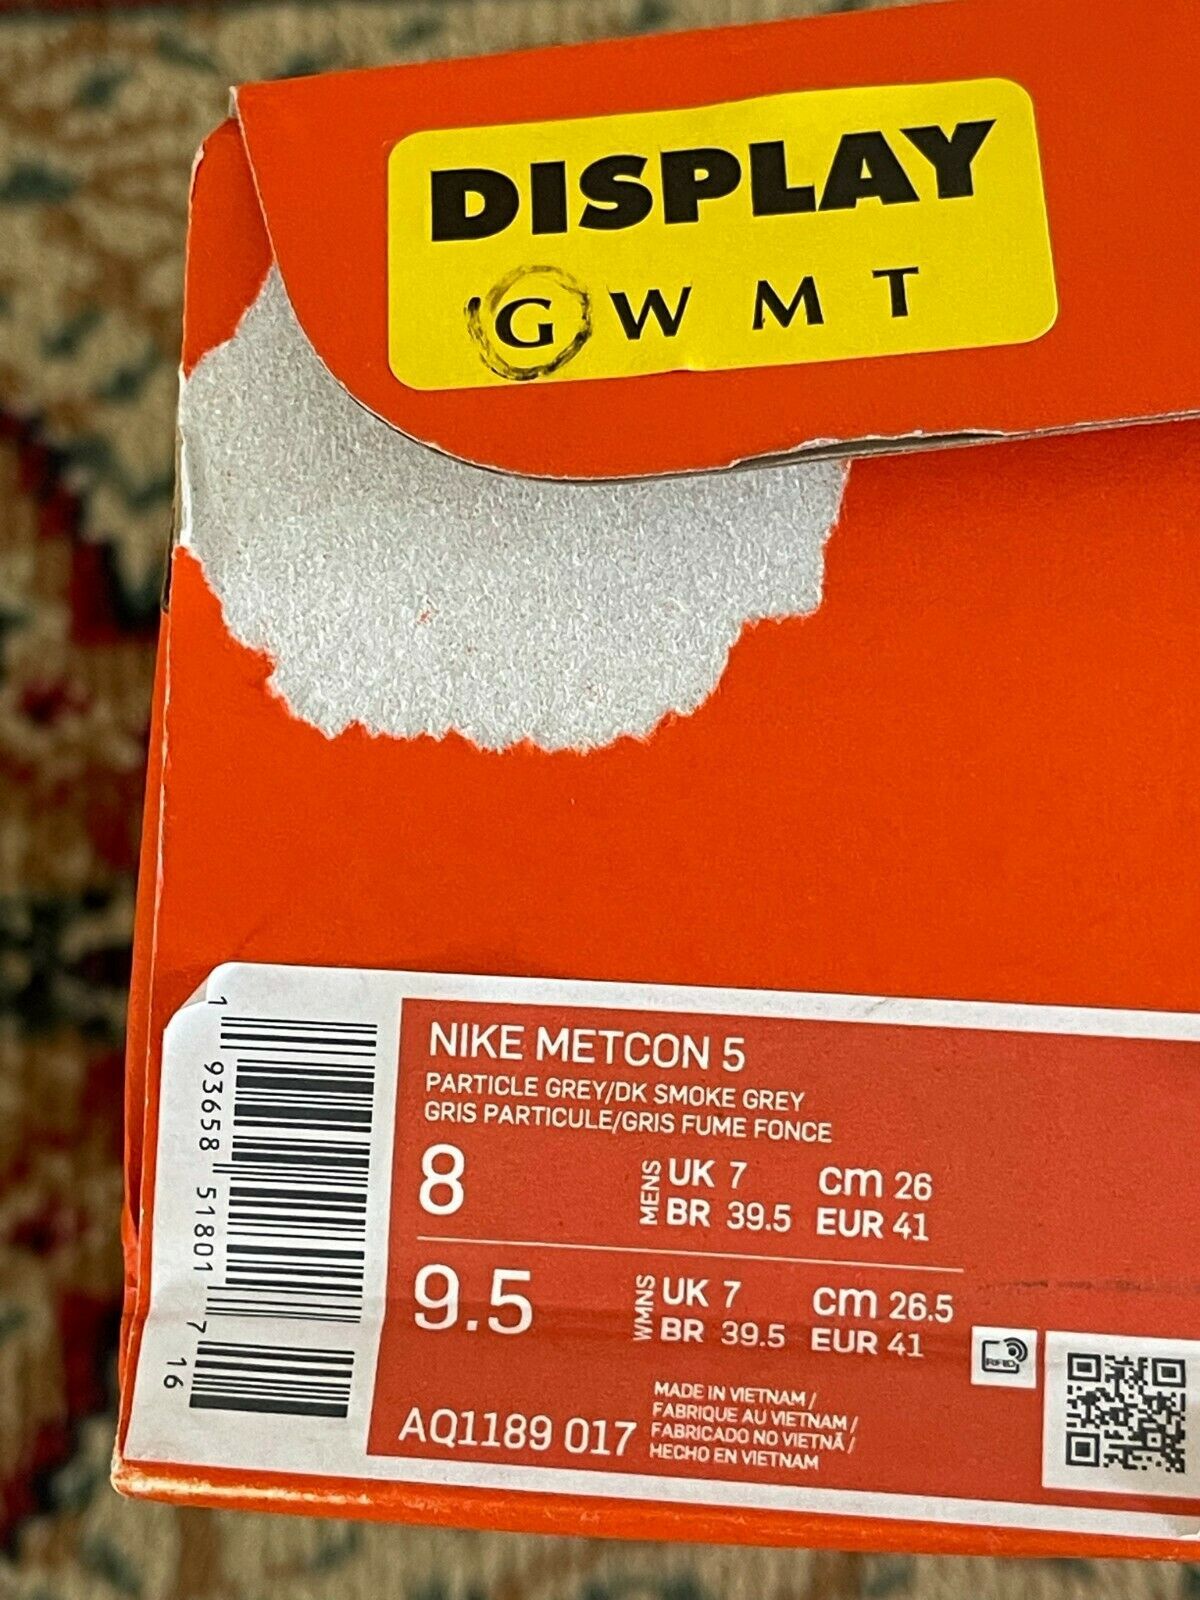 DISPLAY
G W M T
NIKE METCON 5
PARTICLE GREY/DK SMOKE GREY
GRIS PARTICULE/GRIS FUME FONCE
8 MENS UK 7 cm 26
BR 39.5 EUR 41
9.5 WMNS UK 7 cm 26.5
BR 39.5 EUR 41
RFID
AQ1189 017
MADE IN VIETNAM /
FABRIQUE AU VIETNAM /
FABRICADO NO VIETNÃ /
HECHO EN VIETNAM
1 93658 51801 7 16